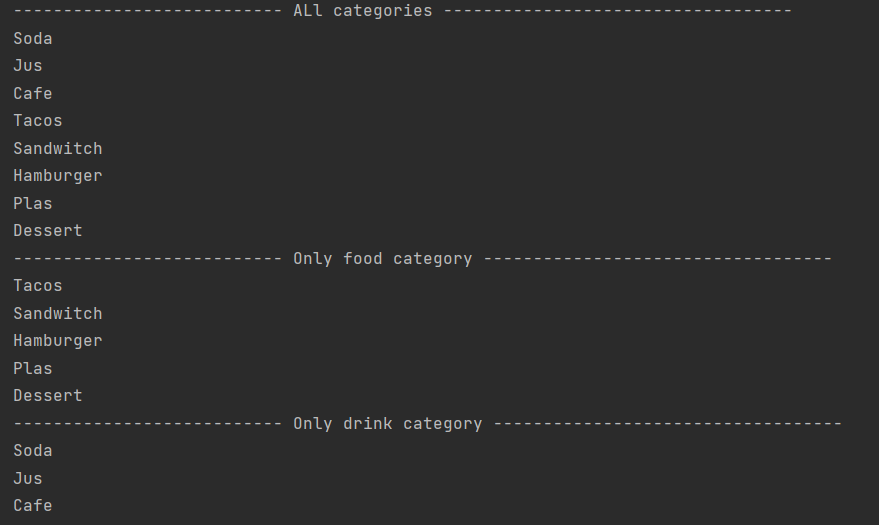 --------------------------- ALl categories -----------------------------------
Soda
Jus
Cafe
Tacos
Sandwitch
Hamburger
Plas
Dessert
--------------------------- Only food category -----------------------------------
Tacos
Sandwitch
Hamburger
Plas
Dessert
--------------------------- Only drink category -----------------------------------
Soda
Jus
Cafe